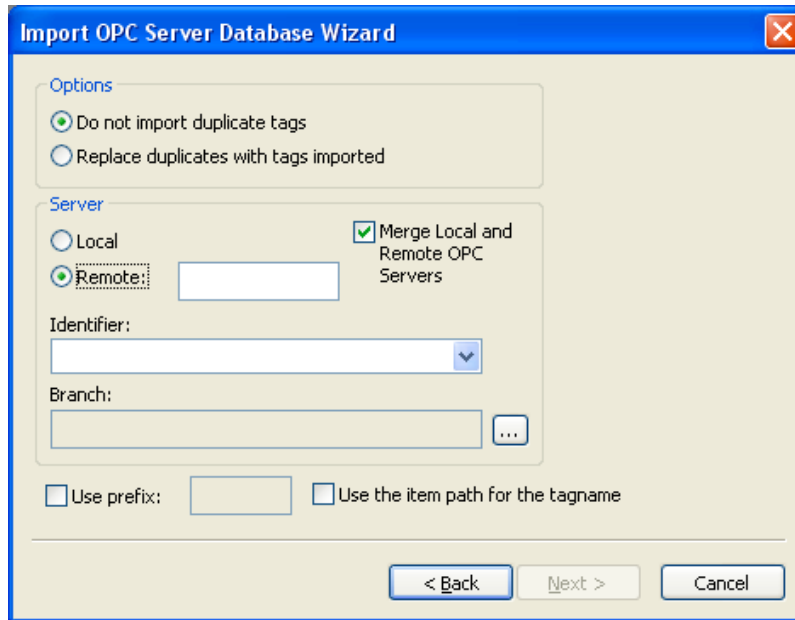 Import OPC Server Database Wizard
Options
Do not import duplicate tags
Replace duplicates with tags imported
Server
Local
Merge Local and
Remote OPC
Servers
Remote:
Identifier:
Branch:
...
Use prefix:
Use the item path for the tagname
< Back
Next >
Cancel